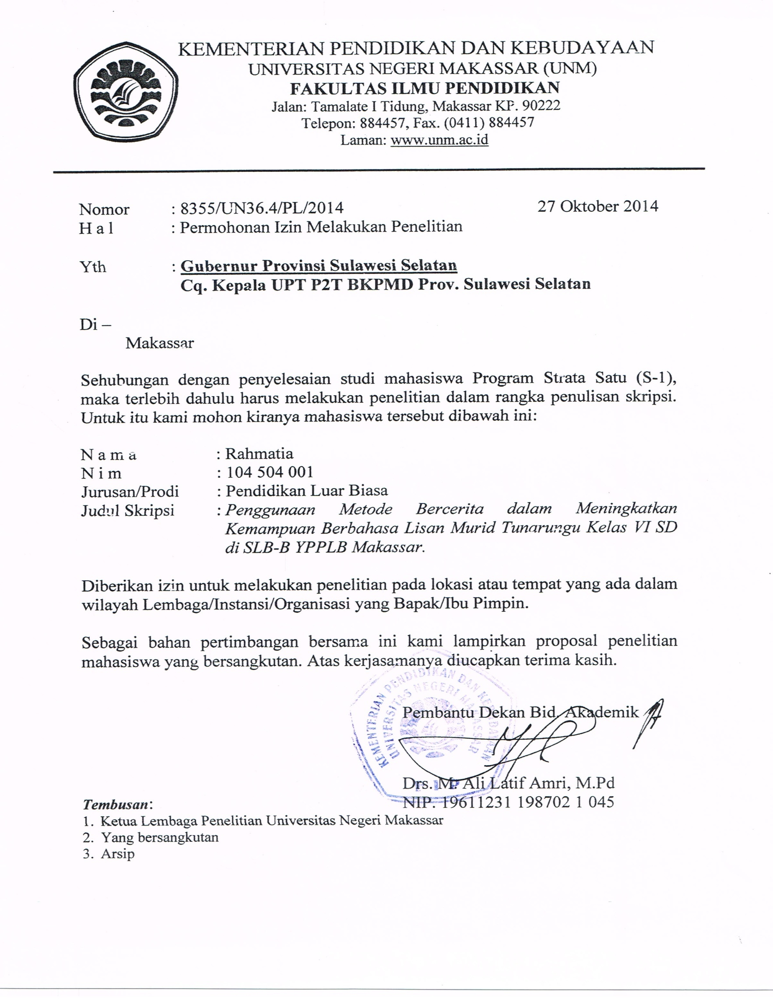 KEMENTERIAN PENDIDIKAN DAN KEBUDAYAAN
UNIVERSITAS NEGERI MAKASSAR (UNM)
FAKULTAS ILMU PENDIDIKAN
Jalan: Tamalate I Tidung, Makassar KP. 90222
Telepon: 884457, Fax. (0411) 884457
Laman: www.unm.ac.id
Nomor : 8355/UN36.4/PL/2014 27 Oktober 2014
H a l : Permohonan Izin Melakukan Penelitian
Yth : Gubernur Provinsi Sulawesi Selatan
Cq. Kepala UPT P2T BKPMD Prov. Sulawesi Selatan
Di –
Makassar
Sehubungan dengan penyelesaian studi mahasiswa Program Strata Satu (S-1),
maka terlebih dahulu harus melakukan penelitian dalam rangka penulisan skripsi.
Untuk itu kami mohon kiranya mahasiswa tersebut dibawah ini:
N a m a : Rahmatia
N i m : 104 504 001
Jurusan/Prodi : Pendidikan Luar Biasa
Judul Skripsi : Penggunaan Metode Bercerita dalam Meningkatkan
Kemampuan Berbahasa Lisan Murid Tunarungu Kelas VI SD
di SLB-B YPPLB Makassar.
Diberikan izin untuk melakukan penelitian pada lokasi atau tempat yang ada dalam
wilayah Lembaga/Instansi/Organisasi yang Bapak/Ibu Pimpin.
Sebagai bahan pertimbangan bersama ini kami lampirkan proposal penelitian
mahasiswa yang bersangkutan. Atas kerjasamanya diucapkan terima kasih.
KEMENTERIAN PENDIDIKAN DAN KEBUDAYAAN
UNIVERSITAS NEGERI MAKASSAR
F I P
Pembantu Dekan Bid. Akademik
Drs. M. Ali Latif Amri, M.Pd
NIP. 19611231 198702 1 045
Tembusan:
1. Ketua Lembaga Penelitian Universitas Negeri Makassar
2. Yang bersangkutan
3. Arsip